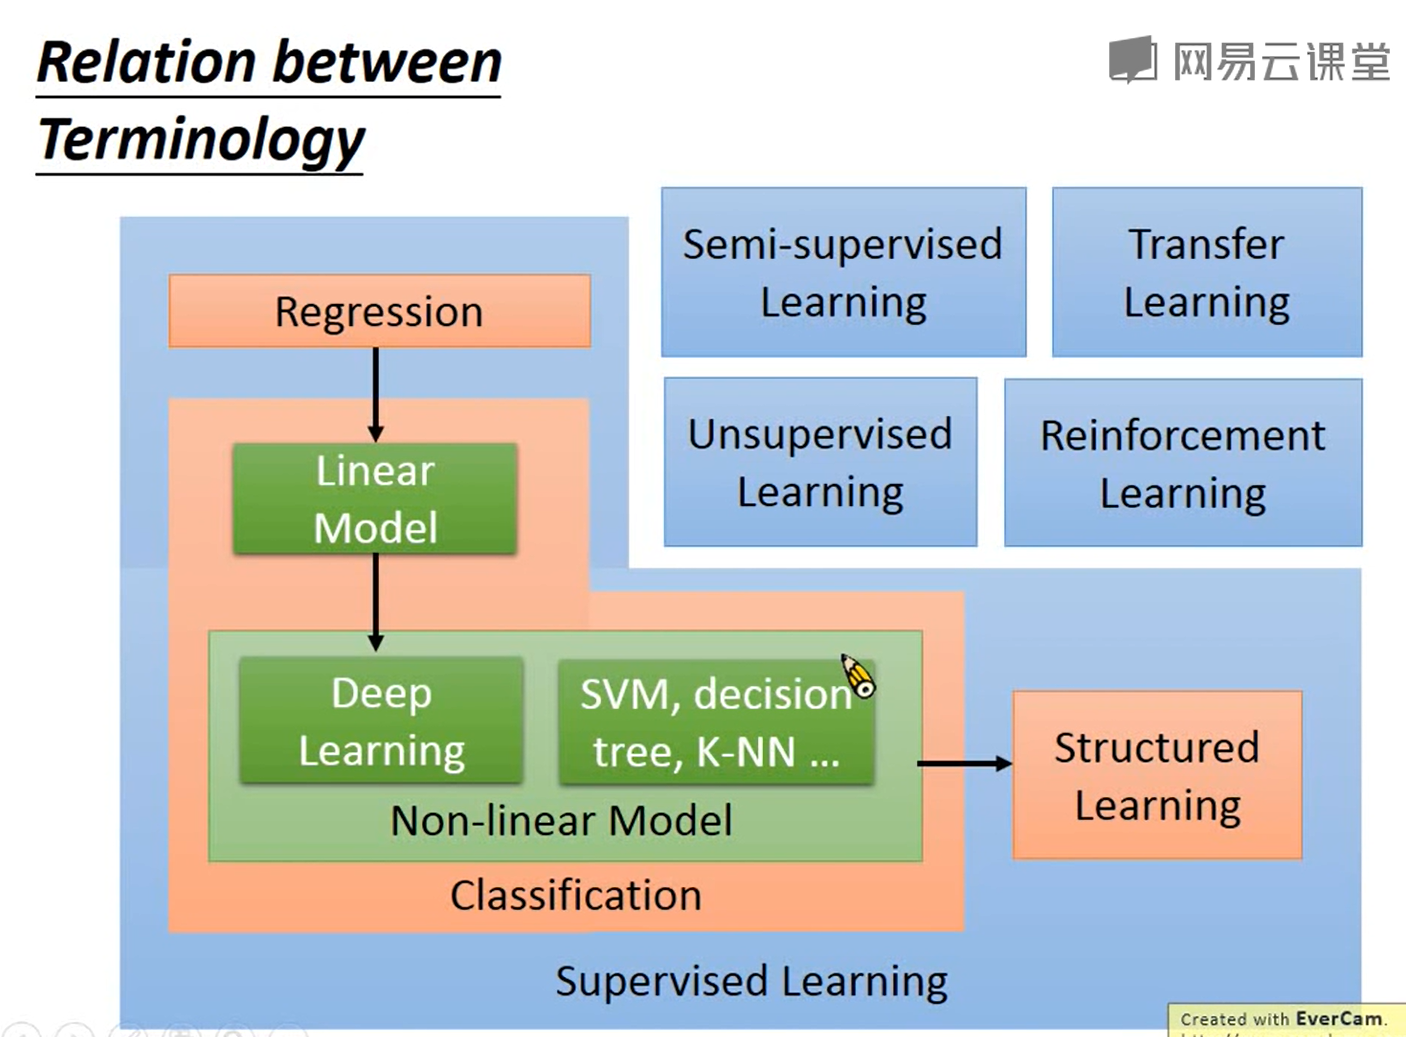 Relation between
Terminology
网易云课堂
Semi-supervised
Learning
Transfer
Learning
Regression
Unsupervised
Learning
Reinforcement
Learning
Linear
Model
Deep
Learning
SVM, decision
tree, K-NN ...
Non-linear Model
Structured
Learning
Classification
Supervised Learning
Created with EverCam.